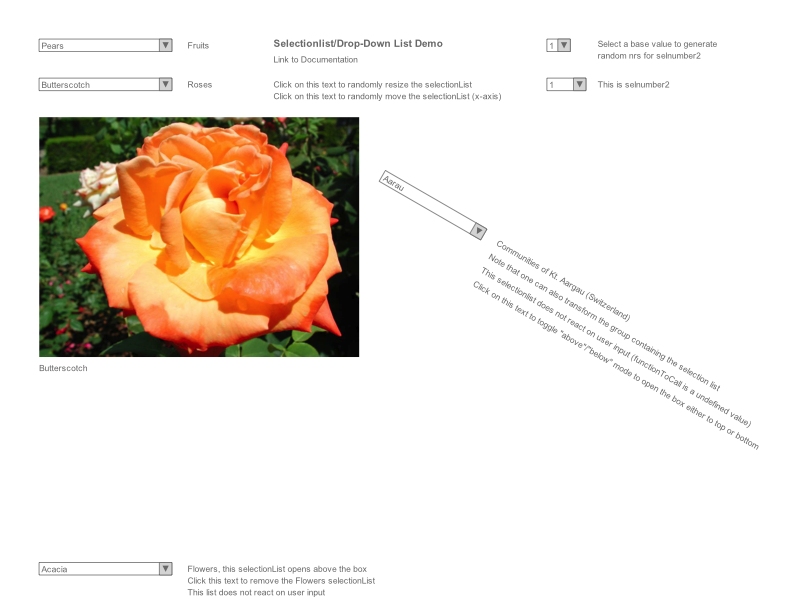 Pears
Fruits
Selectionlist/Drop-Down List Demo
Link to Documentation
1
Select a base value to generate
random nrs for selnumber2
Butterscotch
Roses
Click on this text to randomly resize the selectionList
Click on this text to randomly move the selectionList (x-axis)
1
This is selnumber2
Aarau
Communities of Kt. Aargau (Switzerland)
Note that one can also transform the group containing the selection list
This selectionlist does not react on user input (functionToCall is a undefined value)
Click on this text to toggle "above"/"below" mode to open the box either to top or bottom
Butterscotch
Acacia
Flowers, this selectionList opens above the box
Click this text to remove the Flowers selectionList
This list does not react on user input